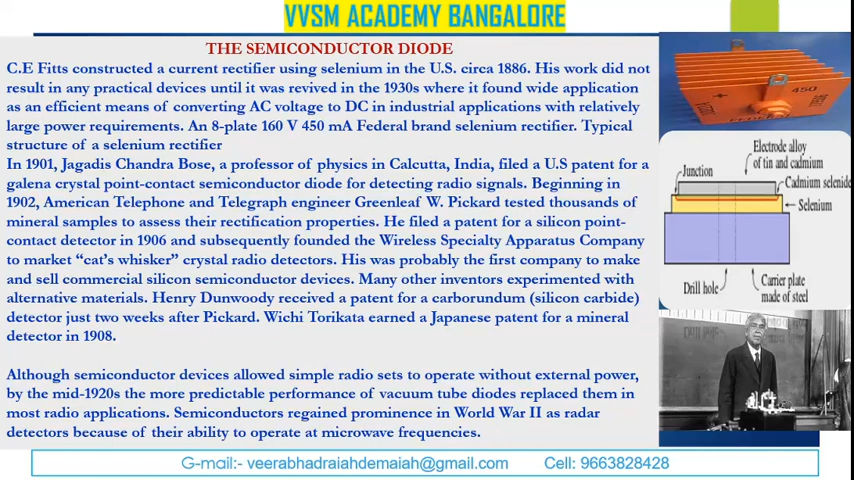 VVSM ACADEMY BANGALORE
THE SEMICONDUCTOR DIODE
C.E Fitts constructed a current rectifier using selenium in the U.S. circa 1886. His work did not
result in any practical devices until it was revived in the 1930s where it found wide application
as an efficient means of converting AC voltage to DC in industrial applications with relatively
large power requirements. An 8-plate 160 V 450 mA Federal brand selenium rectifier. Typical
structure of a selenium rectifier
In 1901, Jagadis Chandra Bose, a professor of physics in Calcutta, India, filed a U.S patent for a
galena crystal point-contact semiconductor diode for detecting radio signals. Beginning in
1902, American Telephone and Telegraph engineer Greenleaf W. Pickard tested thousands of
mineral samples to assess their rectification properties. He filed a patent for a silicon point-
contact detector in 1906 and subsequently founded the Wireless Specialty Apparatus Company
to market “cat’s whisker” crystal radio detectors. His was probably the first company to make
and sell commercial silicon semiconductor devices. Many other inventors experimented with
alternative materials. Henry Dunwoody received a patent for a carborundum (silicon carbide)
detector just two weeks after Pickard. Wichi Torikata earned a Japanese patent for a mineral
detector in 1908.
Although semiconductor devices allowed simple radio sets to operate without external power,
by the mid-1920s the more predictable performance of vacuum tube diodes replaced them in
most radio applications. Semiconductors regained prominence in World War II as radar
detectors because of their ability to operate at microwave frequencies.
+
450
Electrode alloy
of tin and cadmium
Junction
Cadmium selenide
Selenium
Drill hole
Carrier plate
made of steel
G-mail:- veerabhadraiahdemaiah@gmail.com Cell: 9663828428